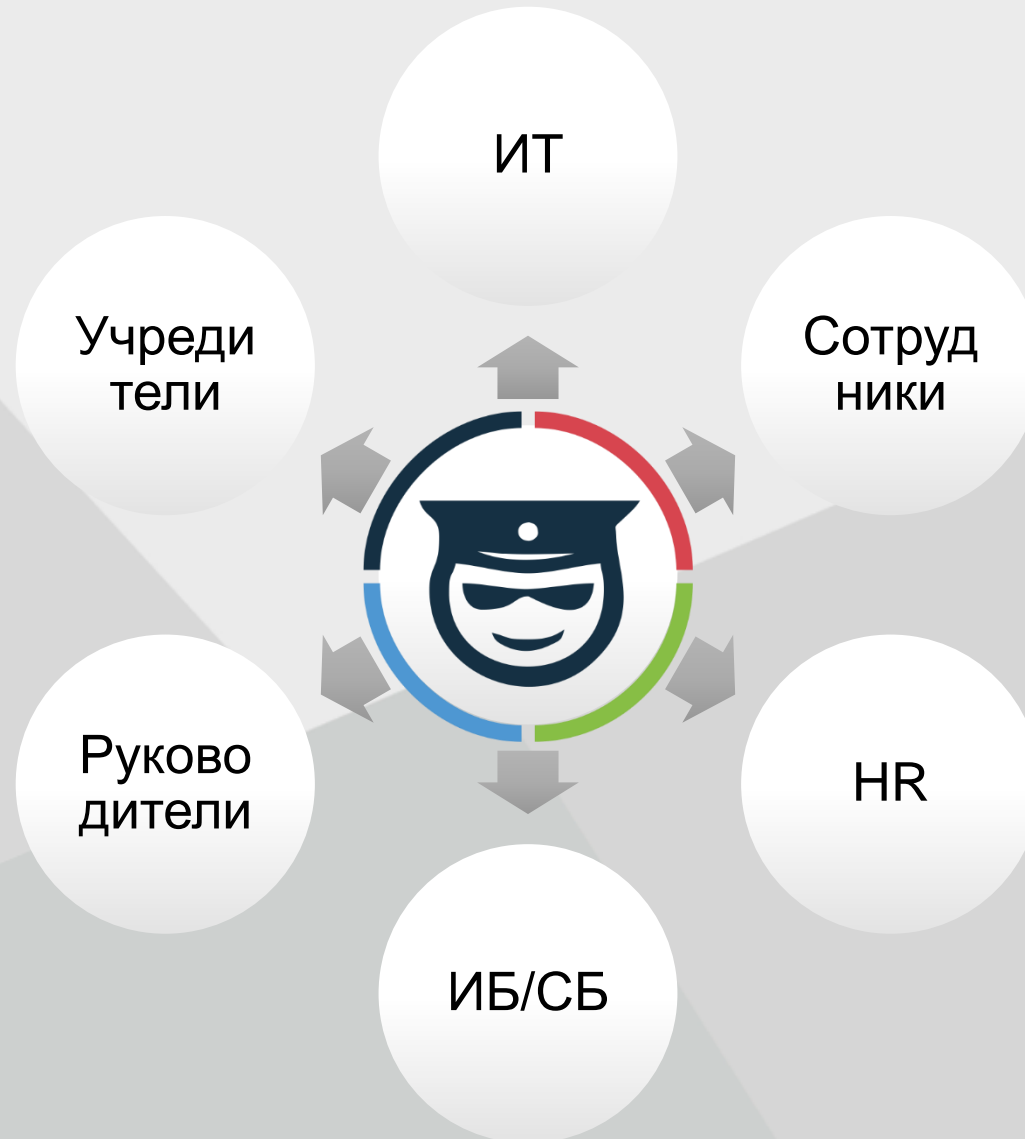 ИТ
Учреди
тели
Сотруд
ники
Руково
дители
HR
ИБ/СБ